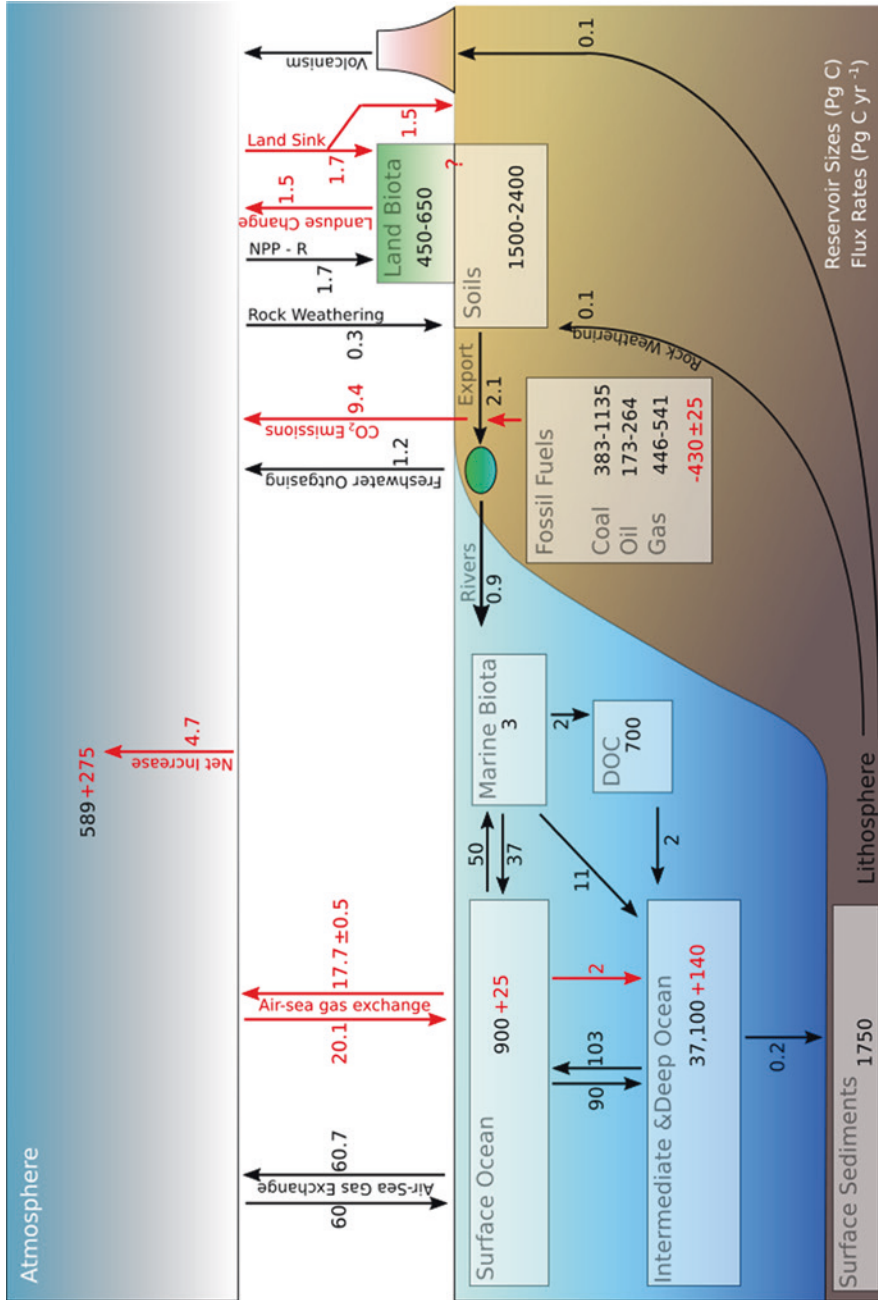 Atmosphere
589 +275
Net Increase
4.7
Air-Sea Gas Exchange
60
60.7
Air-sea gas exchange
20.1
17.7±0.5
Freshwater Outgasing
1.2
CO₂ Emissions
9.4
Rock Weathering
0.3
NPP - R
1.7
Landuse Change
1.5
Land Sink
1.7
1.5
Volcanism
Land Biota
450-650
?
Soils
1500-2400
Export
2.1
Rivers
0.9
Fossil Fuels
Coal 383-1135
Oil 173-264
Gas 446-541
-430±25
Rock Weathering
0.1
0.1
Surface Ocean
900 +25
50
37
Marine Biota
3
2
DOC
700
2
11
90
103
2
Intermediate &Deep Ocean
37,100 +140
0.2
Surface Sediments
1750
Lithosphere
Reservoir Sizes (Pg C)
Flux Rates (Pg C yr ⁻¹)